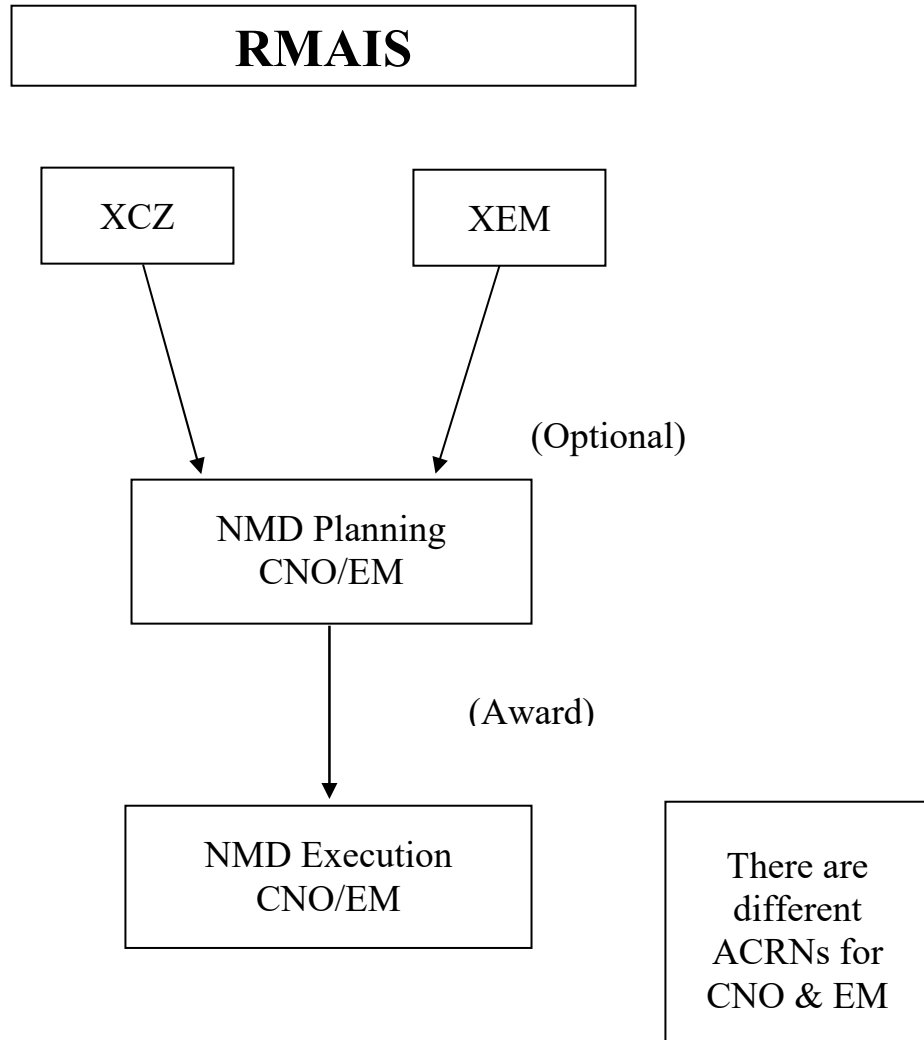 RMAIS
XCZ
XEM
(Optional)
NMD Planning
CNO/EM
(Award)
NMD Execution
CNO/EM
There are
different
ACRNs for
CNO & EM